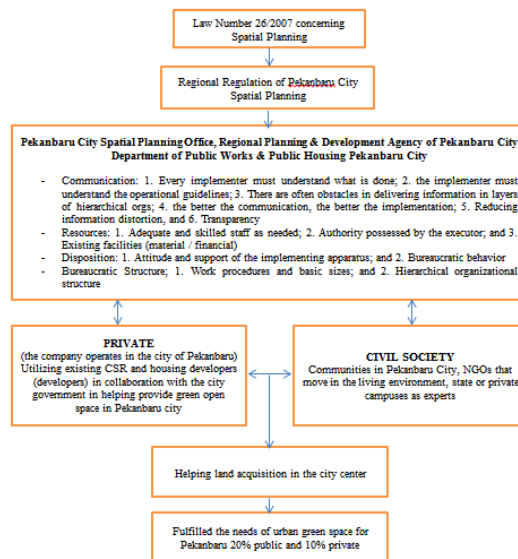 Law Number 26/2007 concerning
Spatial Planning
Regional Regulation of Pekanbaru City
Spatial Planning
Pekanbaru City Spatial Planning Office, Regional Planning & Development Agency of Pekanbaru City
Department of Public Works & Public Housing Pekanbaru City
- Communication: 1. Every implementer must understand what is done; 2. the implementer must
understand the operational guidelines; 3. There are often obstacles in delivering information in layers
of hierarchical orgs; 4. the better the communication, the better the implementation; 5. Reducing
information distortion, and 6. Transparency
- Resources: 1. Adequate and skilled staff as needed; 2. Authority possessed by the executor; and 3.
Existing facilities (material / financial)
- Disposition: 1. Attitude and support of the implementing apparatus; and 2. Bureaucratic behavior
- Bureaucratic Structure; 1. Work procedures and basic sizes; and 2. Hierarchical organizational
structure
PRIVATE
(the company operates in the city of Pekanbaru)
Utilizing existing CSR and housing developers
(developers) in collaboration with the city
government in helping provide green open
space in Pekanbaru city
CIVIL SOCIETY
Communities in Pekanbaru City, NGOs that
move in the living environment, state or private
campuses as experts
Helping land acquisition in the city center
Fulfilled the needs of urban green space for
Pekanbaru 20% public and 10% private